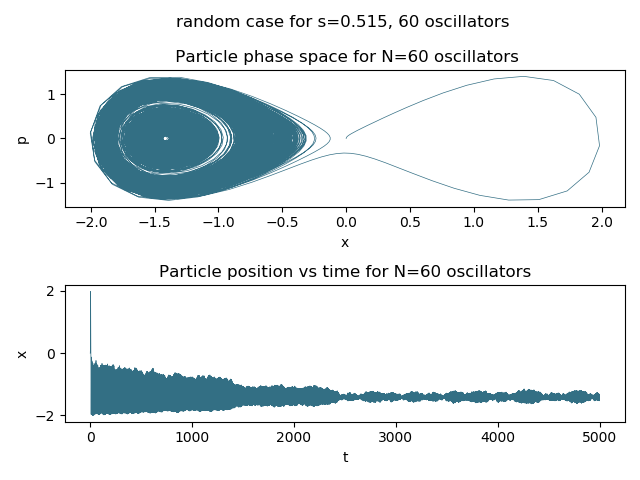 random case for s=0.515, 60 oscillators
Particle phase space for N=60 oscillators
1
0
−1
p
−2.0 −1.5 −1.0 −0.5 0.0 0.5 1.0 1.5 2.0
x
Particle position vs time for N=60 oscillators
2
0
−2
x
0 1000 2000 3000 4000 5000
t